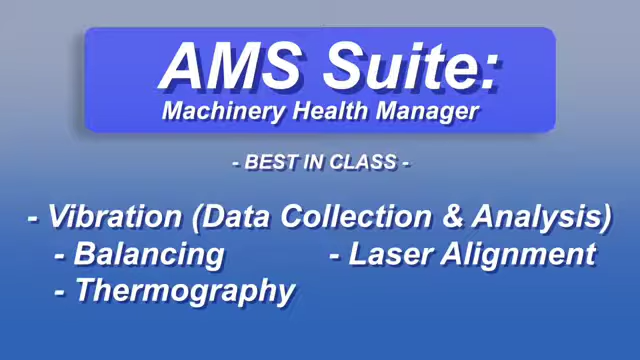 AMS Suite:
Machinery Health Manager
- BEST IN CLASS -
- Vibration (Data Collection & Analysis)
- Balancing - Laser Alignment
- Thermography